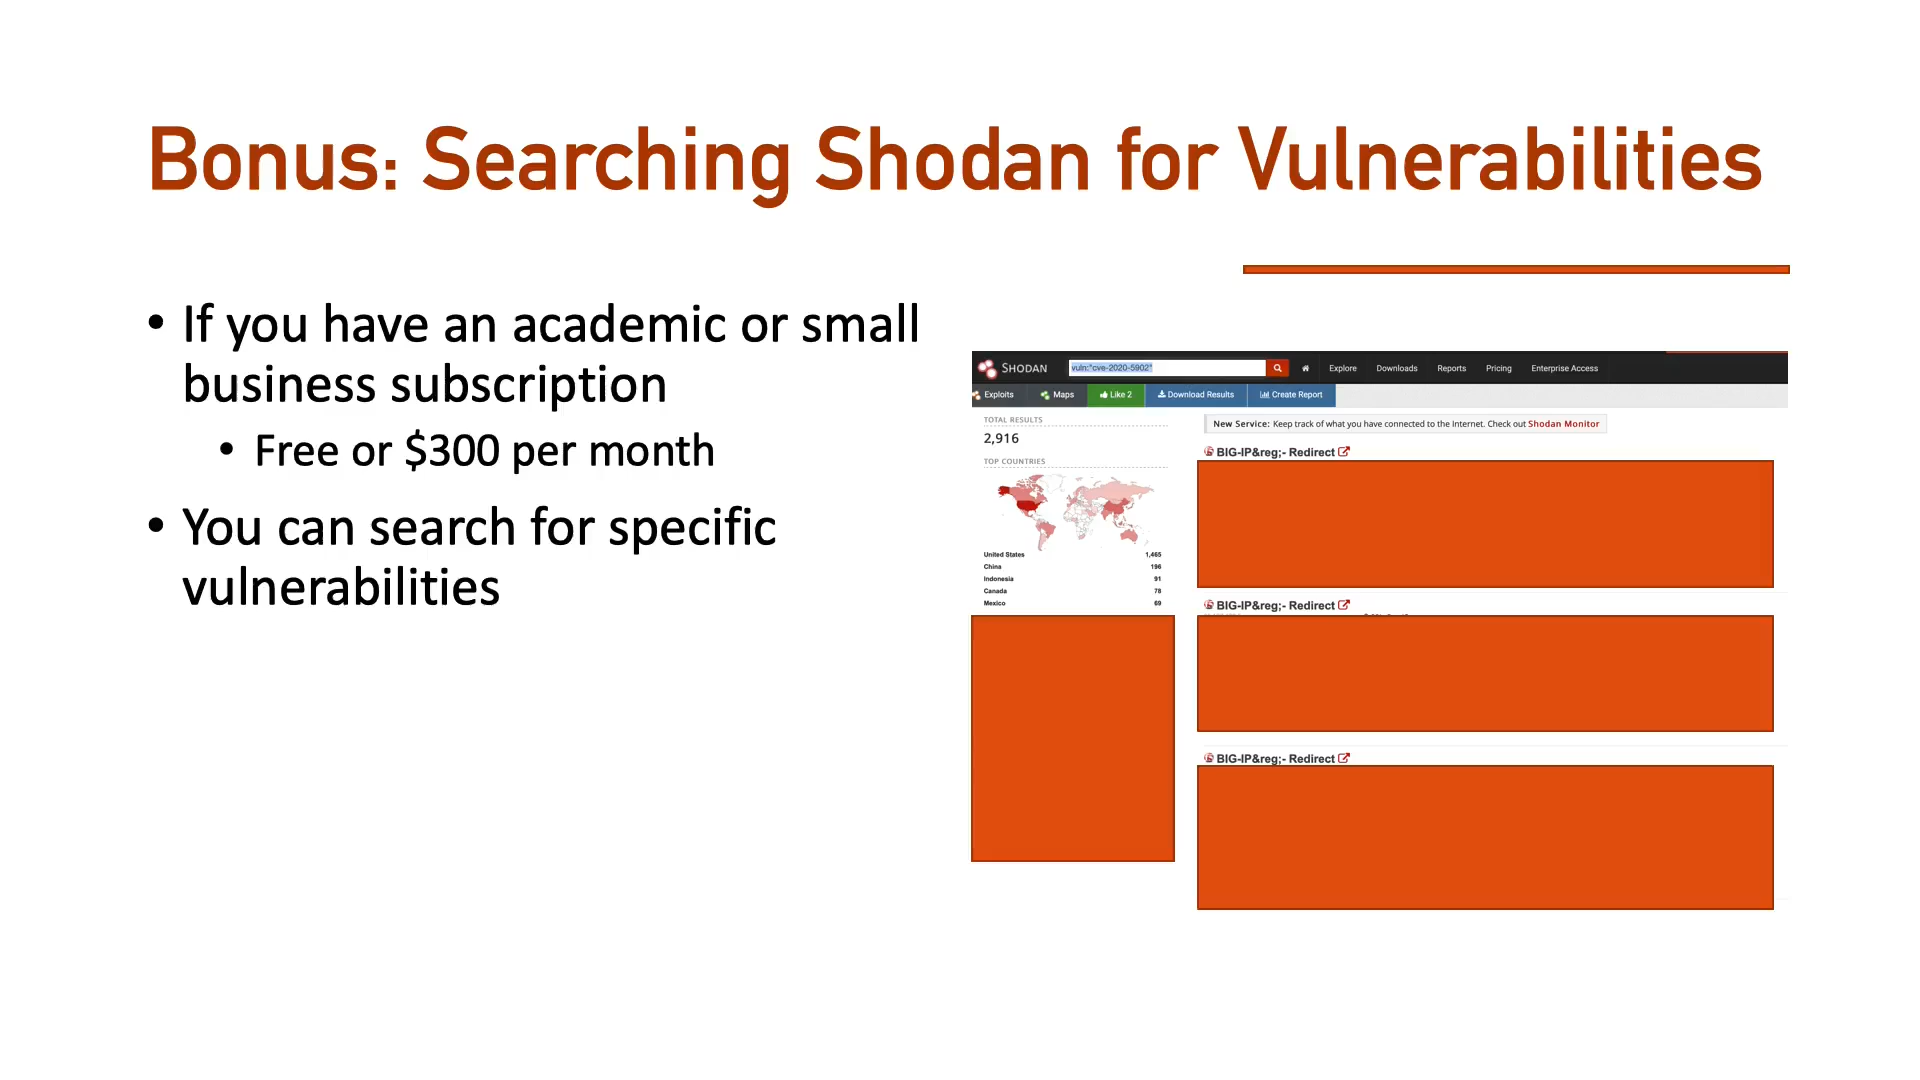 Bonus: Searching Shodan for Vulnerabilities
• If you have an academic or small
business subscription
• Free or $300 per month
• You can search for specific
vulnerabilities
SHODAN
vuln:"cve-2020-5902"
Explore
Downloads
Reports
Pricing
Enterprise Access
Exploits
Maps
Like 2
Download Results
Create Report
TOTAL RESULTS
2,916
TOP COUNTRIES
United States 1,465
China 196
Indonesia 91
Canada 78
Mexico 69
New Service: Keep track of what you have connected to the Internet. Check out Shodan Monitor
BIG-IP&reg;- Redirect
BIG-IP&reg;- Redirect
BIG-IP&reg;- Redirect